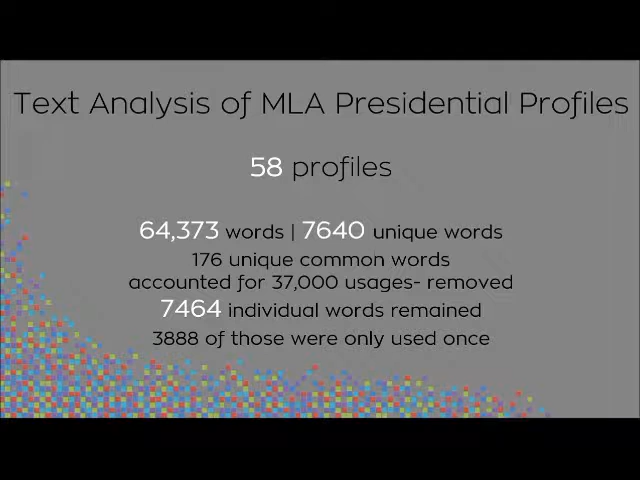 Text Analysis of MLA Presidential Profiles
58 profiles
64,373 words | 7640 unique words
176 unique common words
accounted for 37,000 usages- removed
7464 individual words remained
3888 of those were only used once